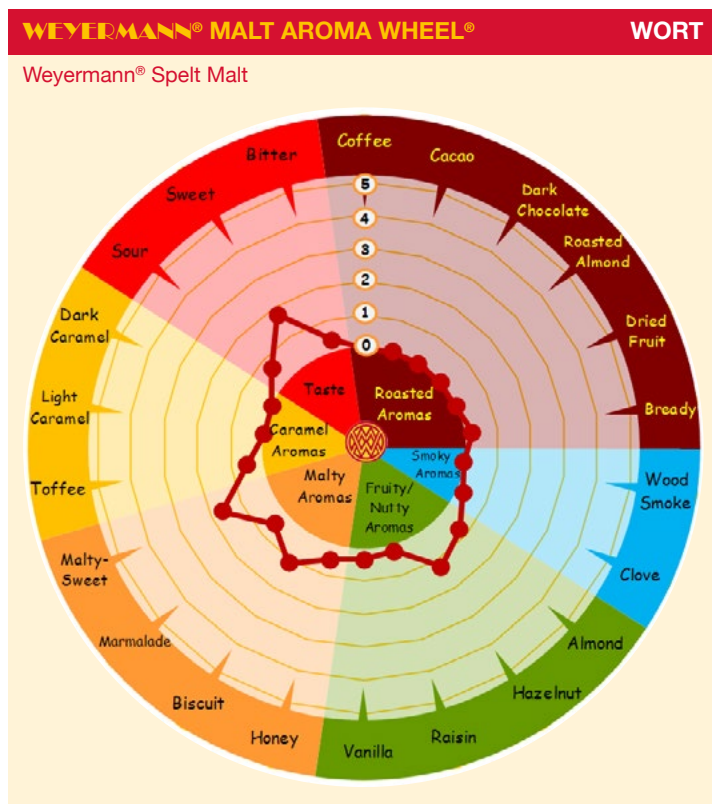 WEYERMANN® MALT AROMA WHEEL®
WORT
Weyermann® Spelt Malt
Coffee
Cacao
Dark
Chocolate
Roasted
Almond
Dried
Fruit
Bready
Wood
Smoke
Clove
Almond
Hazelnut
Raisin
Vanilla
Honey
Biscuit
Marmalade
Malty-
Sweet
Toffee
Light
Caramel
Dark
Caramel
Sour
Sweet
Bitter
5
4
3
2
1
0
Taste
Roasted
Aromas
Caramel
Aromas
Smoky
Aromas
Malty
Aromas
Fruity/
Nutty
Aromas